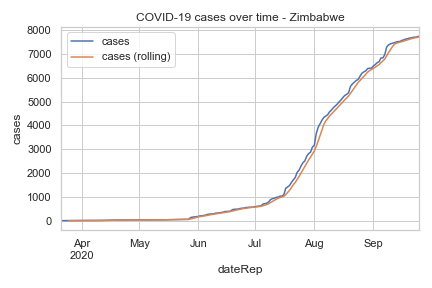 COVID-19 cases over time - Zimbabwe
cases
cases (rolling)
8000
7000
6000
5000
4000
3000
2000
1000
0
cases
Apr
2020
May
Jun
Jul
Aug
Sep
dateRep